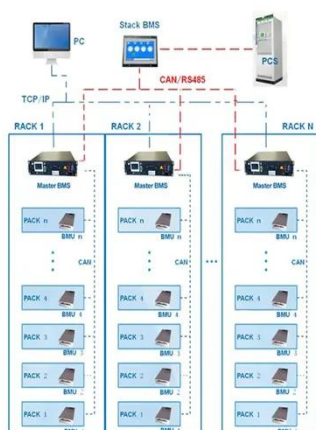 Stack BMS
PC
PCS
CAN/RS485
TCP/IP
RACK 1
RACK 2
RACK N
Master BMS
Master BMS
Master BMS
PACK n
PACK n
PACK n
BMU n
BMU n
BMU n
CAN
CAN
CAN
PACK 4
PACK 4
PACK 4
BMU 4
BMU 4
BMU 4
PACK 3
PACK 3
PACK 3
BMU 3
BMU 3
BMU 3
PACK 2
PACK 2
PACK 2
BMU 2
BMU 2
BMU 2
PACK 1
PACK 1
PACK 1